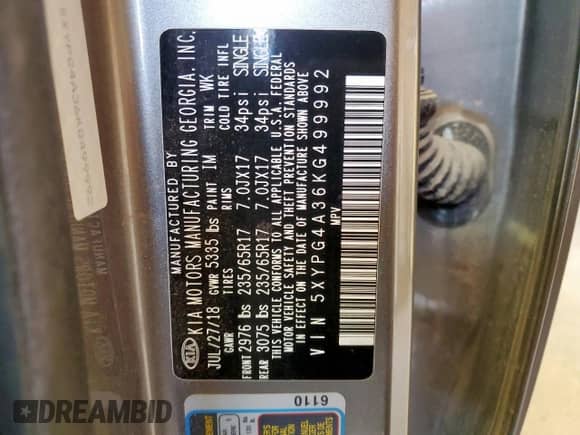 MANUFACTURED BY
KIA KIA MOTORS MANUFACTURING GEORGIA, INC.
JUL/27/18 GVWR 5335 lbs PAINT 1M TRIM WK
GAWR TIRES RIMS COLD TIRE INFL
FRONT 2976 lbs 235/65R17 7.0JX17 34psi SINGLE
REAR 3075 lbs 235/65R17 7.0JX17 34psi SINGLE
THIS VEHICLE CONFORMS TO ALL APPLICABLE U.S.A. FEDERAL
MOTOR VEHICLE SAFETY AND THEFT PREVENTION STANDARDS
IN EFFECT ON THE DATE OF MANUFACTURE SHOWN ABOVE
VIN 5XYPG4A36KG499992
MPV
6110
DREAMBID